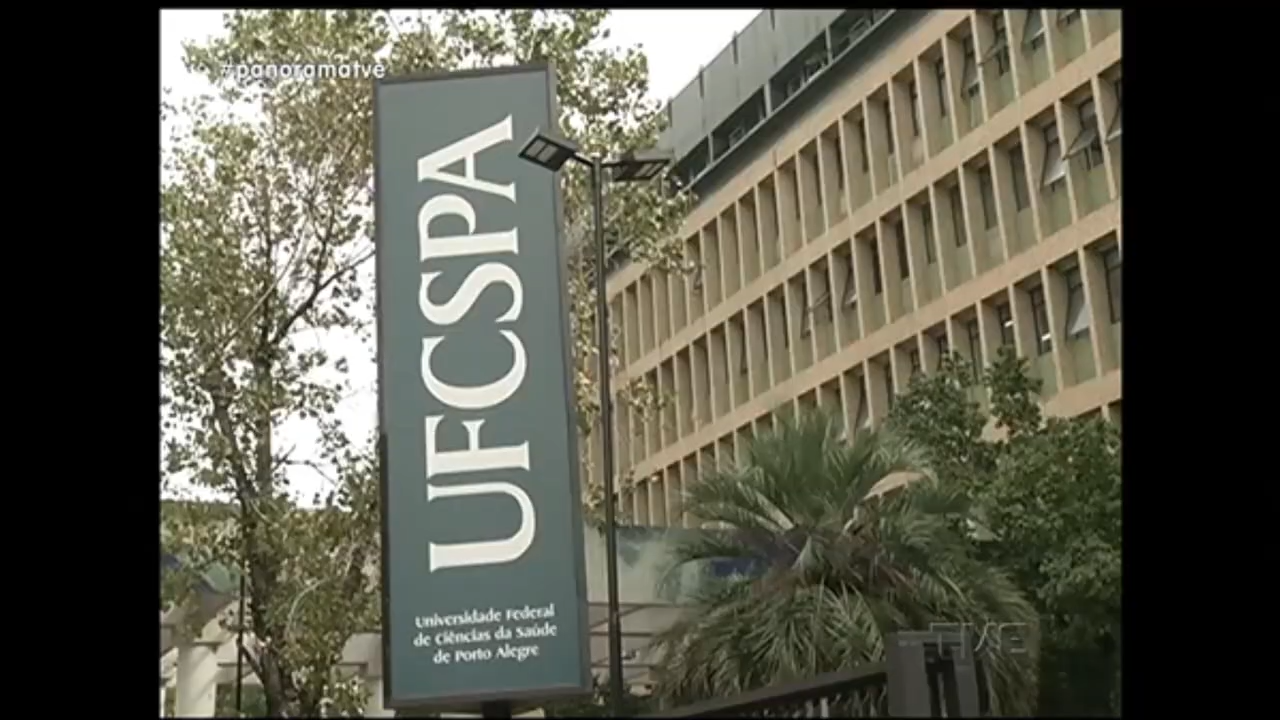 #panoramatve
UFCSPA
Universidade Federal
de Ciências da Saúde
de Porto Alegre
TVE